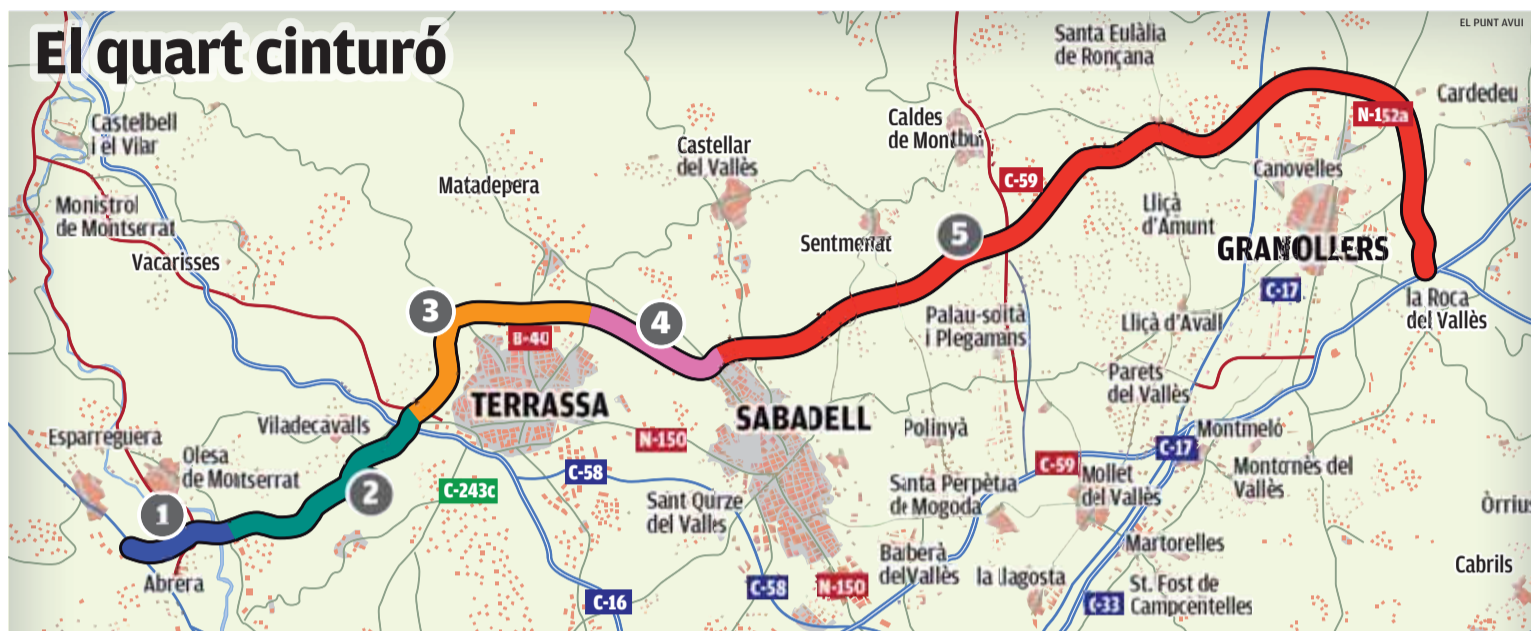 El quart cinturó
EL PUNT AVUI
Santa Eulàlia
de Ronçana
Cardedeu
N-152a
Castelbell
i el Vilar
Caldes
de Montbui
Castellar
del Vallès
Canovelles
C-59
Matadepera
Monistrol
de Montserrat
Lliçà
d'Amunt
Sentmenat
5
GRANOLLERS
Vacarisses
C-17
la Roca
del Vallès
3
4
Palau-soità
i Plegamans
Lliçà d'Avall
B-40
Parets
del Vallès
TERRASSA
SABADELL
Viladecavalls
Esparreguera
Polinyà
Montmeló
N-150
C-17
Olesa
de Montserrat
C-58
C-59
Mollet
del Vallès
Montornès del
Vallès
2
C-243c
Santa Perpètua
de Mogoda
Sant Qurze
del Vallès
Òrrius
1
Martorelles
Barberà
del Vallès
la llagosta
Cabrils
Abrera
C-58
N-150
St. Fost de
Campcentelles
C-16
C-33